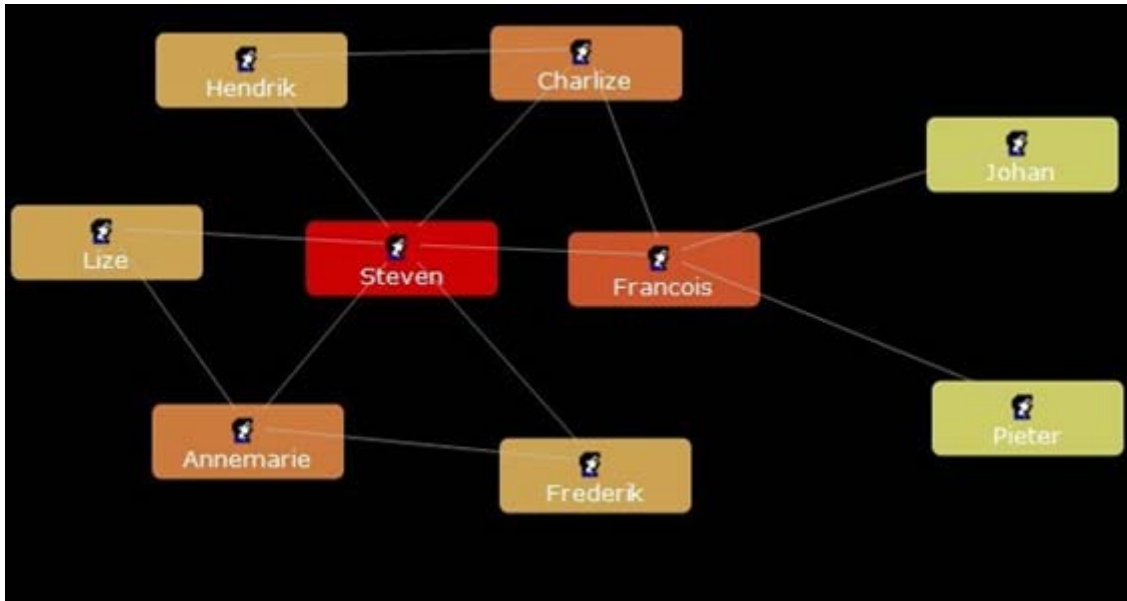 Hendrik
Charlize
Johan
Lize
Steven
Francois
Annemarie
Frederik
Pieter